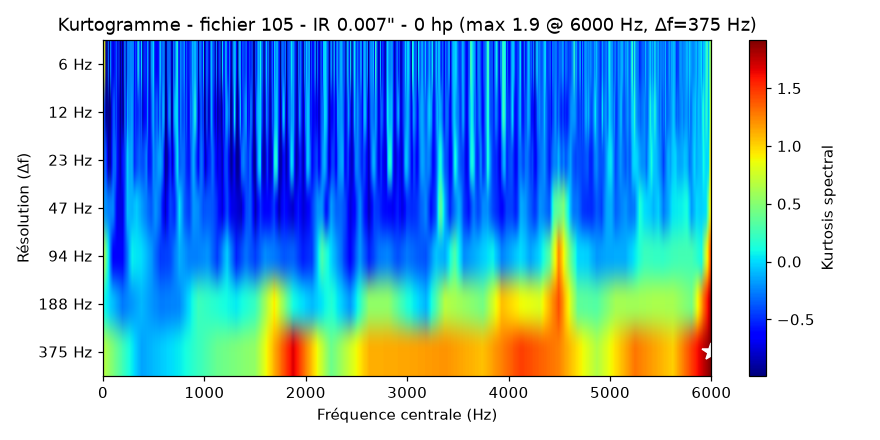 Kurtogramme - fichier 105 - IR 0.007" - 0 hp (max 1.9 @ 6000 Hz, Δf=375 Hz)
Résolution (Δf)
6 Hz
12 Hz
23 Hz
47 Hz
94 Hz
188 Hz
375 Hz
0 1000 2000 3000 4000 5000 6000
Fréquence centrale (Hz)
1.5
1.0
0.5
0.0
−0.5
Kurtosis spectral